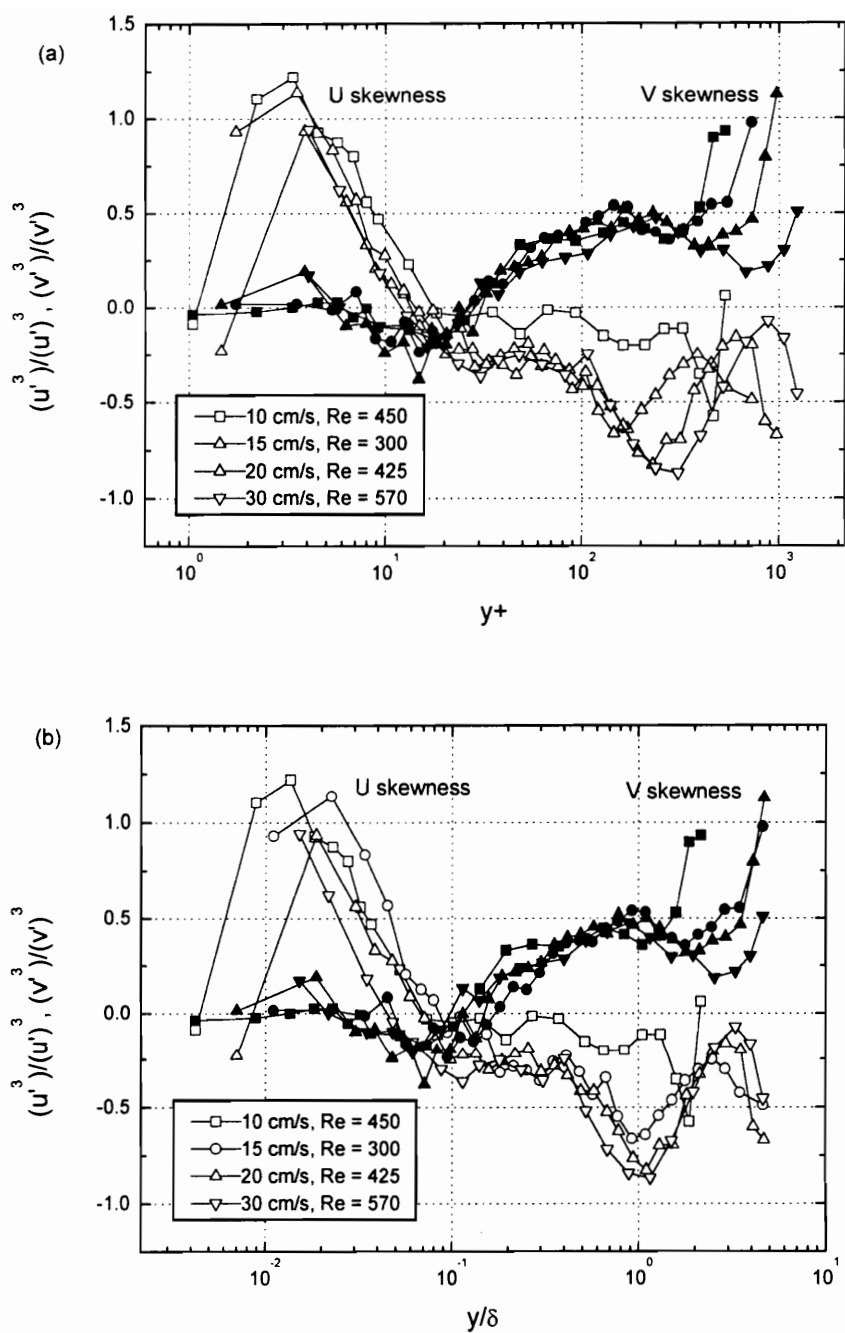 (a)
1.5
1.0
0.5
0.0
-0.5
-1.0
(u'³)/(u')³, (v'³)/(v')³
U skewness
V skewness
10 cm/s, Re = 450
15 cm/s, Re = 300
20 cm/s, Re = 425
30 cm/s, Re = 570
10⁰ 10¹ 10² 10³
y+
(b)
1.5
1.0
0.5
0.0
-0.5
-1.0
(u'³)/(u')³, (v'³)/(v')³
U skewness
V skewness
10 cm/s, Re = 450
15 cm/s, Re = 300
20 cm/s, Re = 425
30 cm/s, Re = 570
10⁻² 10⁻¹ 10⁰ 10¹
y/δ